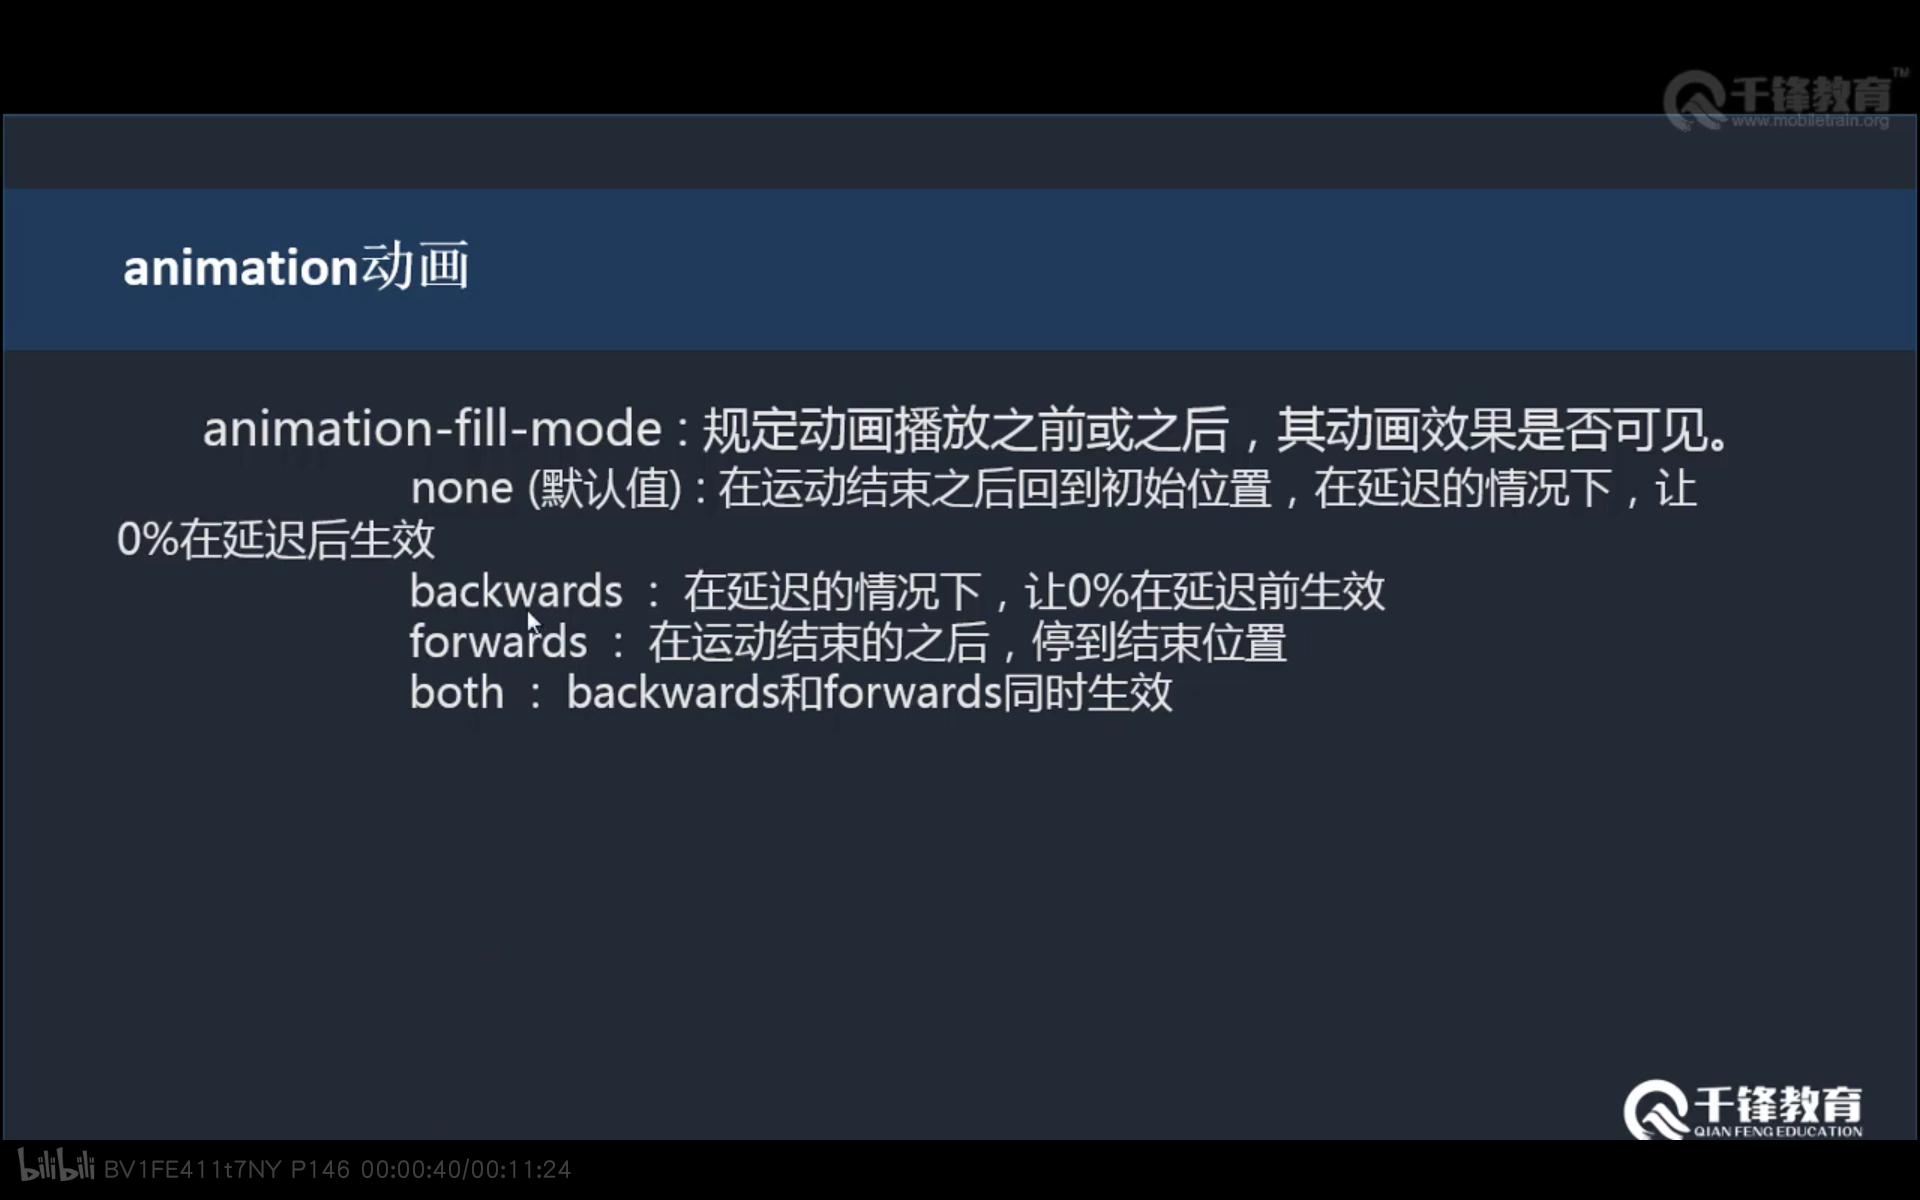 千锋教育™
www.mobiletrain.org
animation动画
animation-fill-mode : 规定动画播放之前或之后，其动画效果是否可见。
none (默认值) : 在运动结束之后回到初始位置，在延迟的情况下，让
0%在延迟后生效
backwards ： 在延迟的情况下，让0%在延迟前生效
forwards ： 在运动结束的之后，停到结束位置
both ： backwards和forwards同时生效
千锋教育
QIANFENG EDUCATION
bilibili BV1FE411t7NY P146 00:00:40/00:11:24